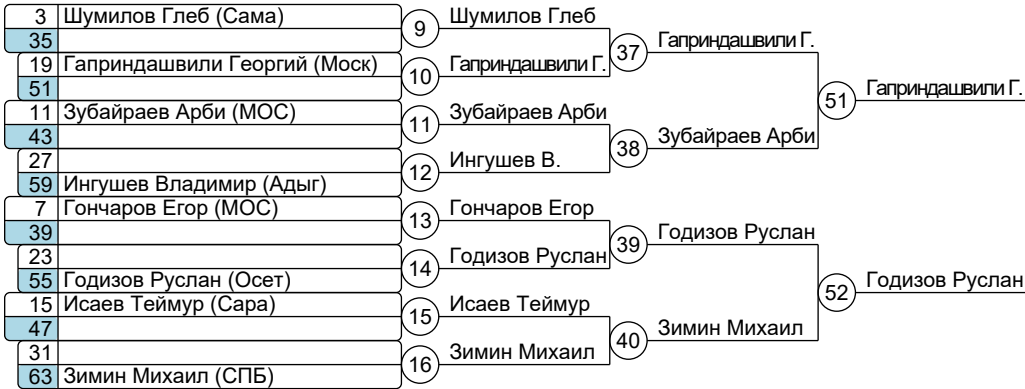 3 Шумилов Глеб (Сама)
35
19 Гаприндашвили Георгий (Моск)
51
11 Зубайраев Арби (МОС)
43
27
59 Ингушев Владимир (Адыг)
7 Гончаров Егор (МОС)
39
23
55 Годизов Руслан (Осет)
15 Исаев Теймур (Сара)
47
31
63 Зимин Михаил (СПБ)
9 Шумилов Глеб
10 Гаприндашвили Г.
11 Зубайраев Арби
12 Ингушев В.
13 Гончаров Егор
14 Годизов Руслан
15 Исаев Теймур
16 Зимин Михаил
37 Гаприндашвили Г.
38 Зубайраев Арби
39 Годизов Руслан
40 Зимин Михаил
51 Гаприндашвили Г.
52 Годизов Руслан